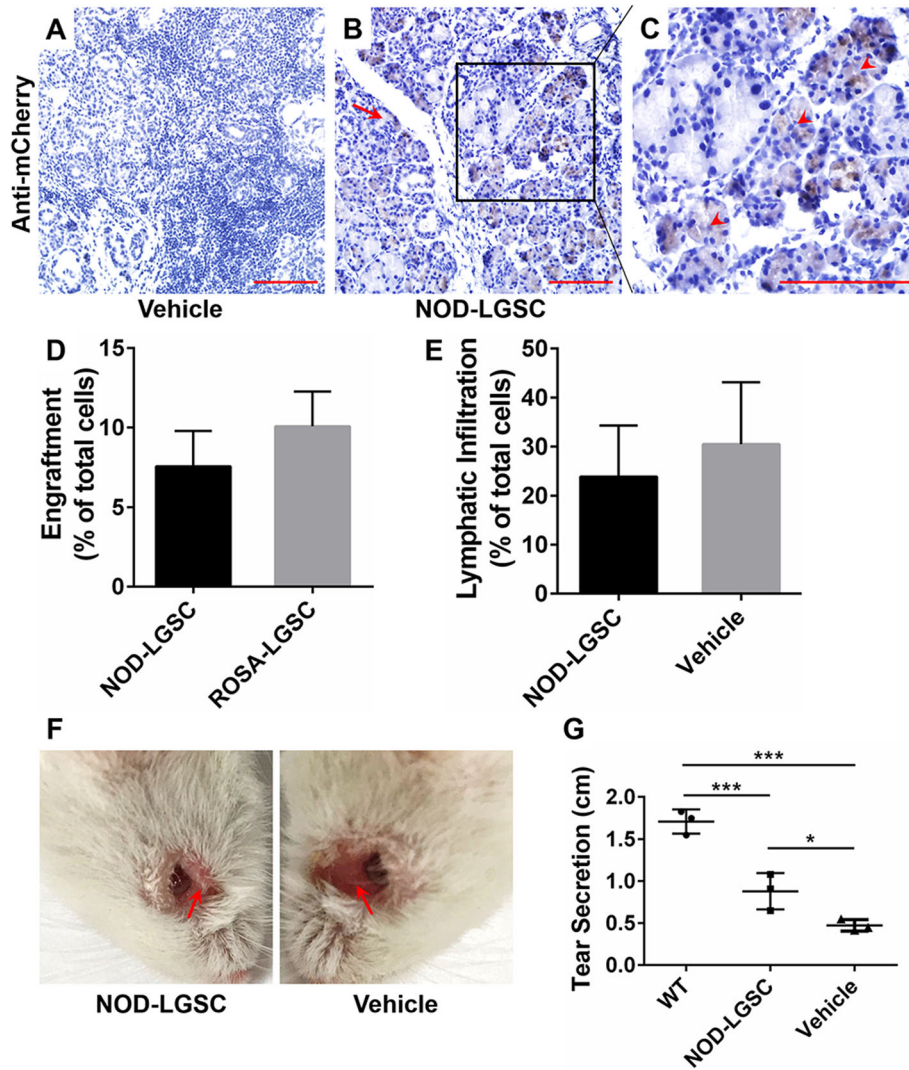 A
B
C
Anti-mCherry
Vehicle
NOD-LGSC
D
15
10
5
0
Engraftment
(% of total cells)
NOD-LGSC
ROSA-LGSC
E
50
40
30
20
10
0
Lymphatic Infiltration
(% of total cells)
NOD-LGSC
Vehicle
F
NOD-LGSC
Vehicle
G
***
***
*
2.0
1.5
1.0
0.5
0.0
Tear Secretion (cm)
WT
NOD-LGSC
Vehicle